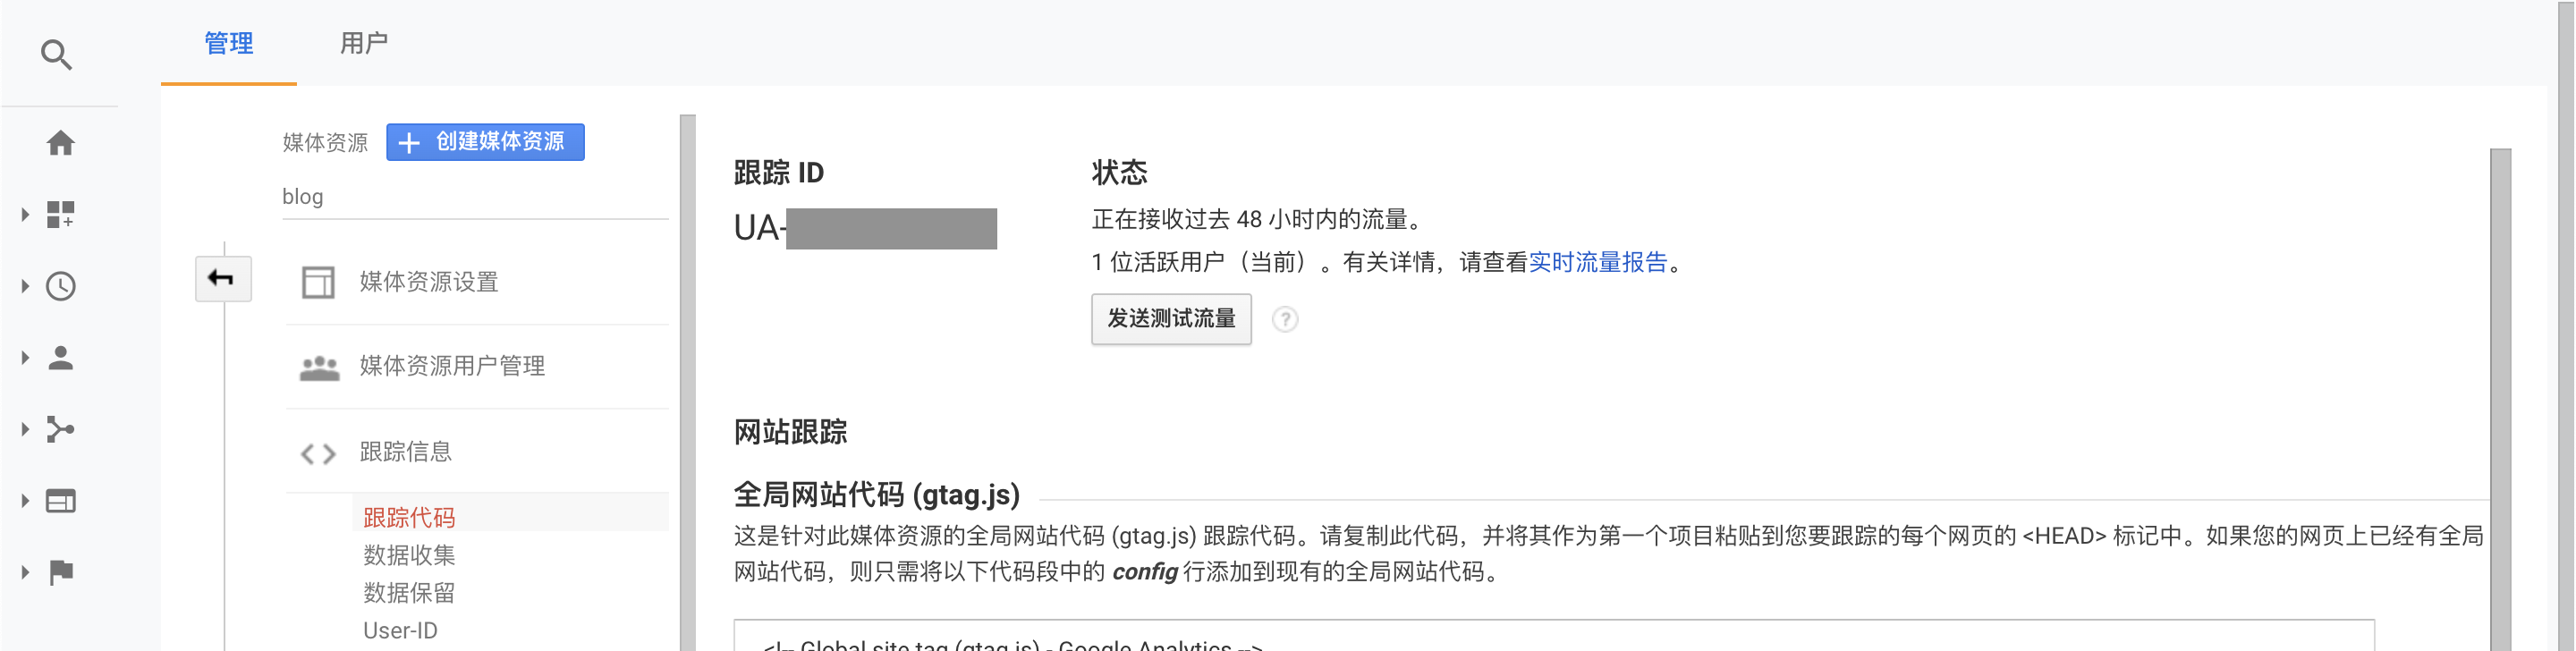 管理
用户
媒体资源
创建媒体资源
blog
媒体资源设置
媒体资源用户管理
跟踪信息
跟踪代码
数据收集
数据保留
User-ID
跟踪 ID
UA-
状态
正在接收过去 48 小时内的流量。
1 位活跃用户（当前）。有关详情，请查看实时流量报告。
发送测试流量
?
网站跟踪
全局网站代码 (gtag.js)
这是针对此媒体资源的全局网站代码 (gtag.js) 跟踪代码。请复制此代码，并将其作为第一个项目粘贴到您要跟踪的每个网页的 <HEAD> 标记中。如果您的网页上已经有全局
网站代码，则只需将以下代码段中的 config 行添加到现有的全局网站代码。
<!-- Global site tag (gtag.js) - Google Analytics -->